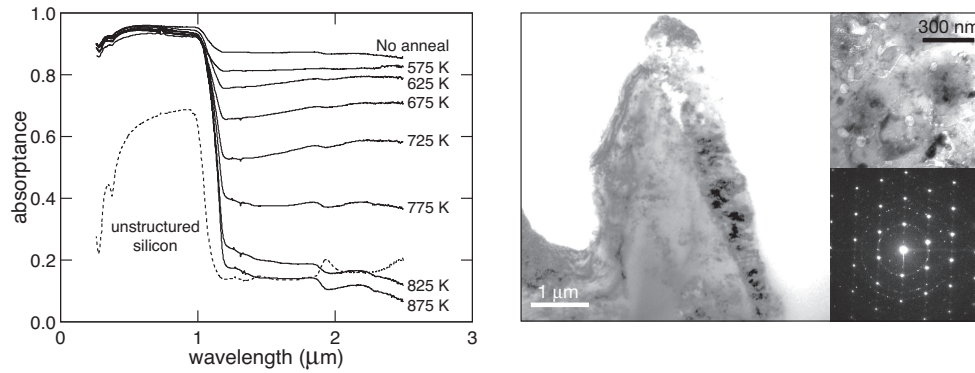 1.0
0.8
0.6
0.4
0.2
0.0
absorptance
0
1
2
3
wavelength (μm)
No anneal
575 K
625 K
675 K
725 K
775 K
825 K
875 K
unstructured
silicon
1 μm
300 nm